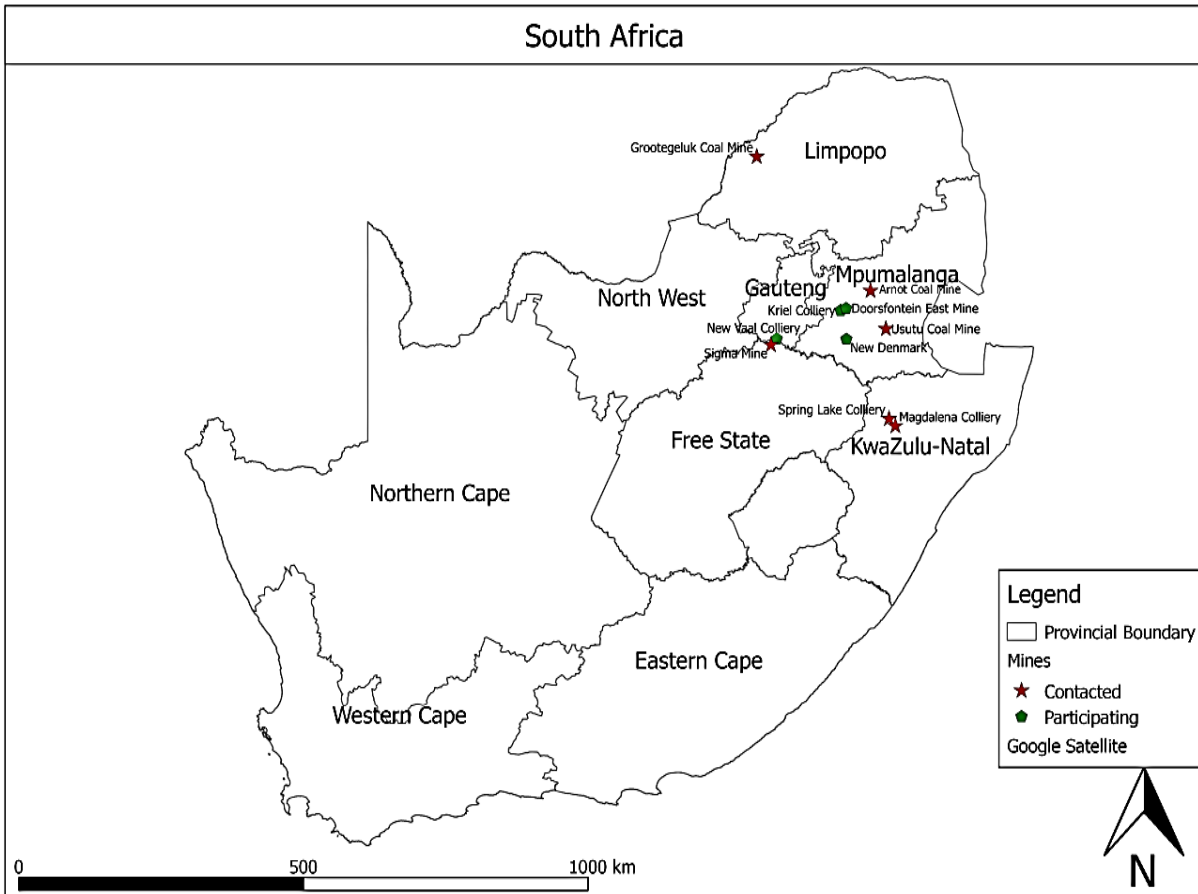 South Africa
Grootegeluk Coal Mine
Limpopo
Mpumalanga
Gauteng
Arnot Coal Mine
North West
Kriel Colliery
Doorsfontein East Mine
New Vaal Colliery
Usutu Coal Mine
Sigma Mine
New Denmark
Spring Lake Colliery
Magdalena Colliery
Free State
KwaZulu-Natal
Northern Cape
Eastern Cape
Western Cape
Legend
Provincial Boundary
Mines
Contacted
Participating
Google Satellite
N
0 500 1000 km